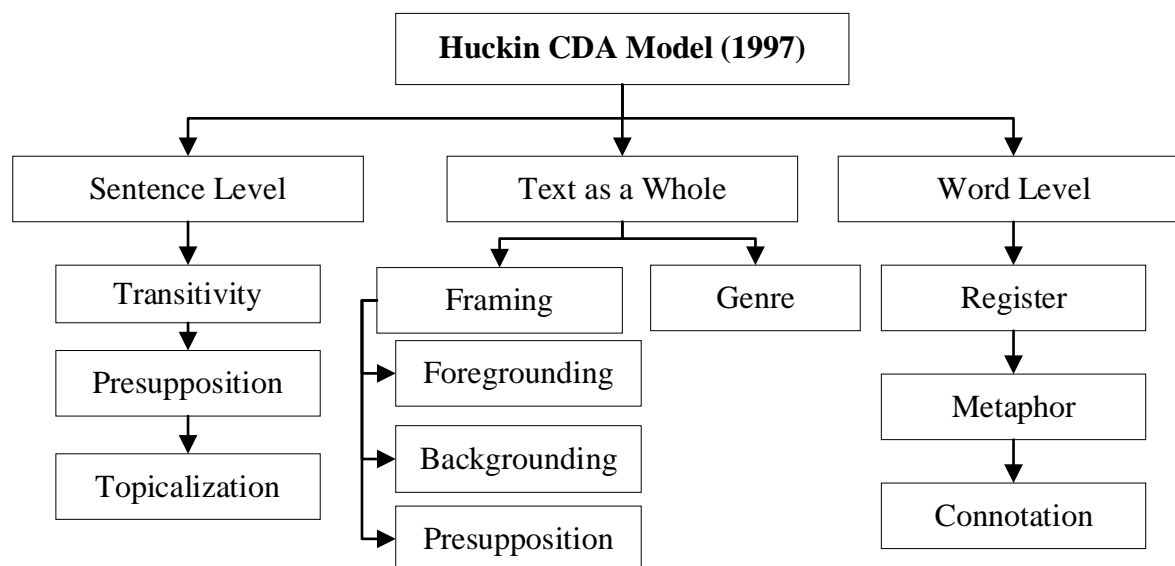 Huckin CDA Model (1997)
Sentence Level
Text as a Whole
Word Level
Transitivity
Framing
Genre
Register
Presupposition
Foregrounding
Metaphor
Topicalization
Backgrounding
Connotation
Presupposition